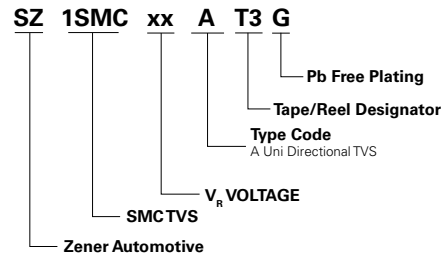 SZ 1SMC xx A T3 G
Pb Free Plating
Tape/Reel Designator
Type Code
A Uni Directional TVS
VR VOLTAGE
SMC TVS
Zener Automotive